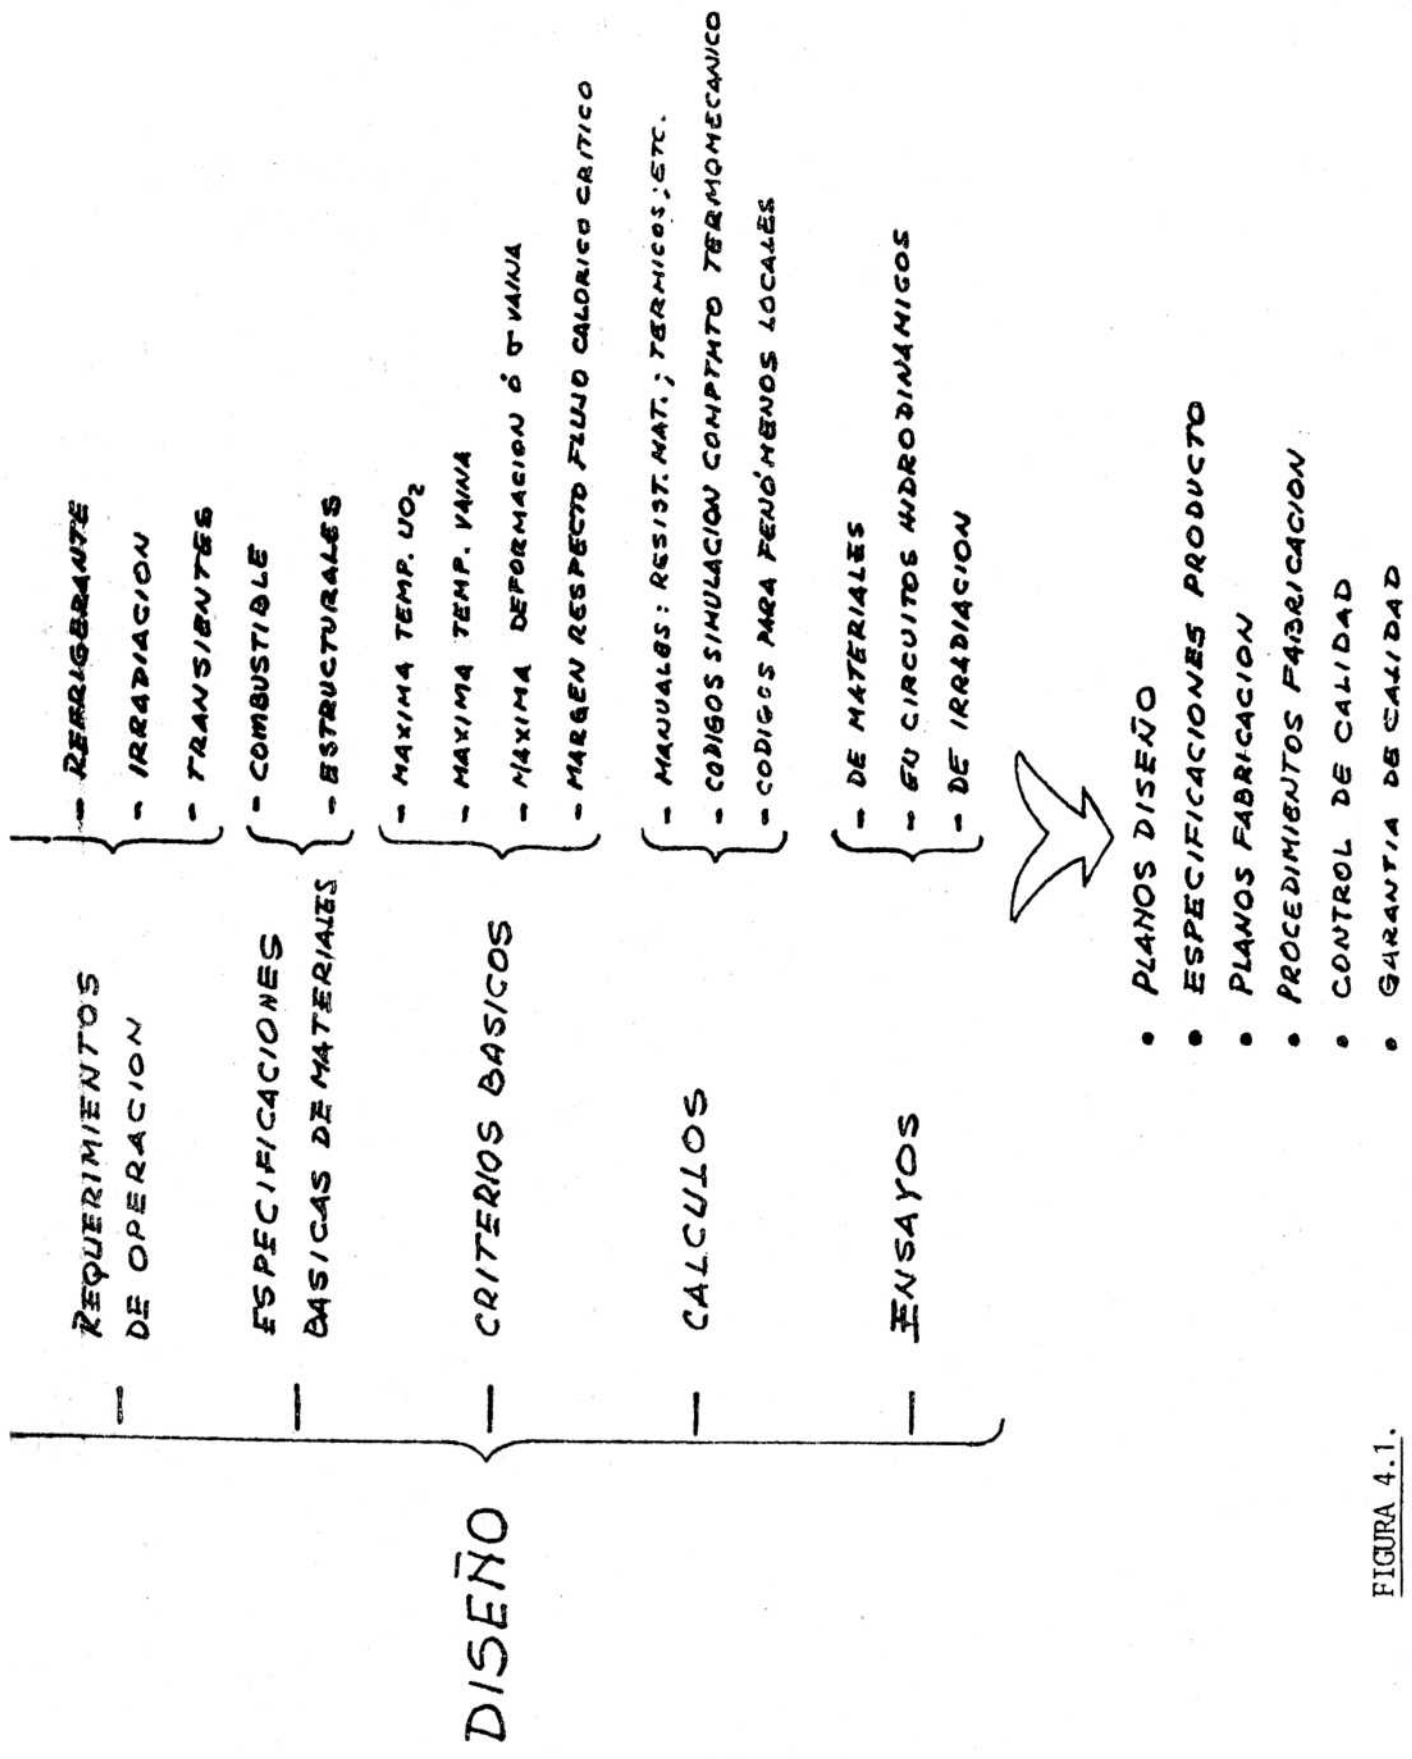 DISEÑO
— REQUERIMIENTOS
DE OPERACION
- REFRIGERANTE
- IRRADIACION
- TRANSIENTES
— ESPECIFICACIONES
BASICAS DE MATERIALES
- COMBUSTIBLE
- ESTRUCTURALES
— CRITERIOS BASICOS
- MAXIMA TEMP. UO₂
- MAXIMA TEMP. VAINA
- MAXIMA DEFORMACION ó σ VAINA
- MARGEN RESPECTO FLUJO CALORICO CRITICO
— CALCULOS
- MANUALES: RESIST. MAT.; TERMICOS; ETC.
- CODIGOS SIMULACION COMPTMTO TERMOMECANICO
- CODIGOS PARA FENÓMENOS LOCALES
— ENSAYOS
- DE MATERIALES
- EN CIRCUITOS HIDRODINAMICOS
- DE IRRADIACION
• PLANOS DISEÑO
• ESPECIFICACIONES PRODUCTO
• PLANOS FABRICACION
• PROCEDIMIENTOS FABRICACION
• CONTROL DE CALIDAD
• GARANTIA DE CALIDAD
FIGURA 4.1.